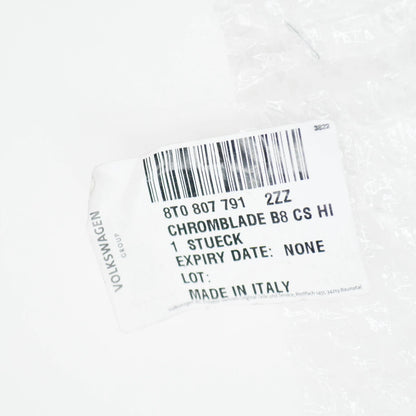 3822
8T0 807 791 2ZZ
CHROMBLADE B8 CS HI
1 STUECK
EXPIRY DATE: NONE
LOT:
MADE IN ITALY
VOLKSWAGEN
GROUP